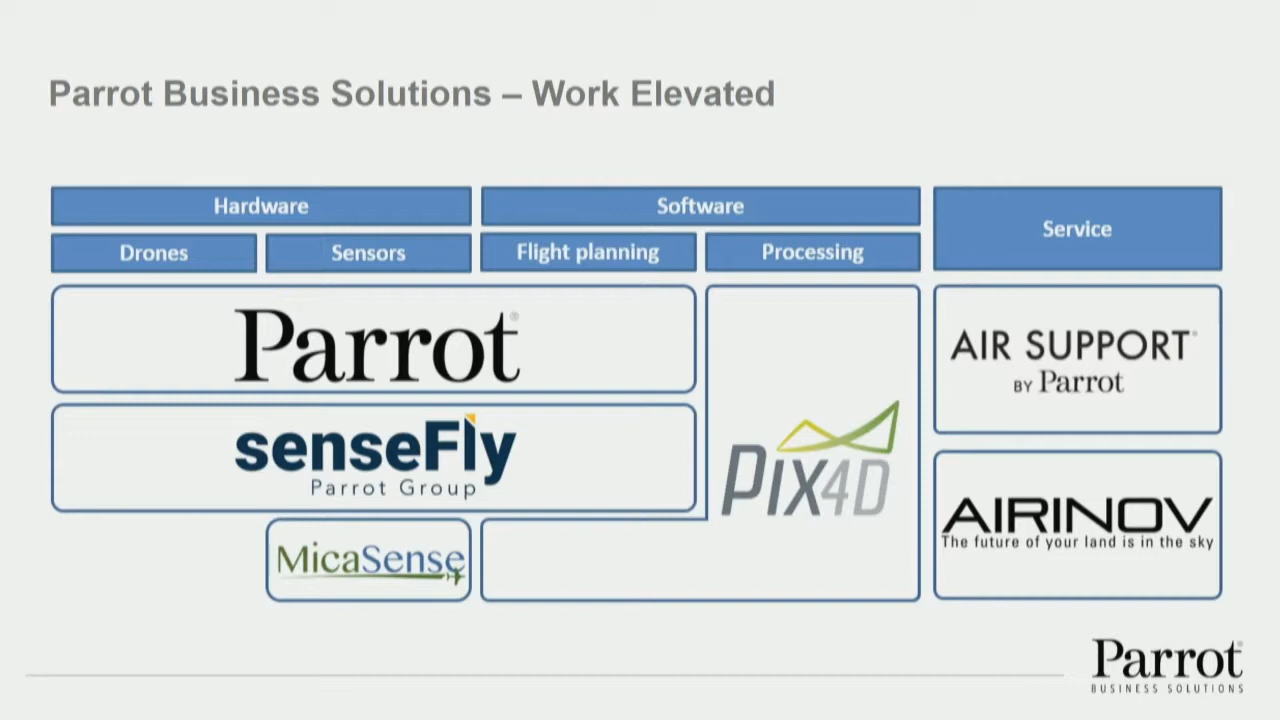 Parrot Business Solutions – Work Elevated
Hardware
Software
Service
Drones
Sensors
Flight planning
Processing
Parrot®
senseFly
Parrot Group
MicaSense
PIX4D
AIR SUPPORT
BY Parrot
AIRINOV
The future of your land is in the sky
Parrot
BUSINESS SOLUTIONS